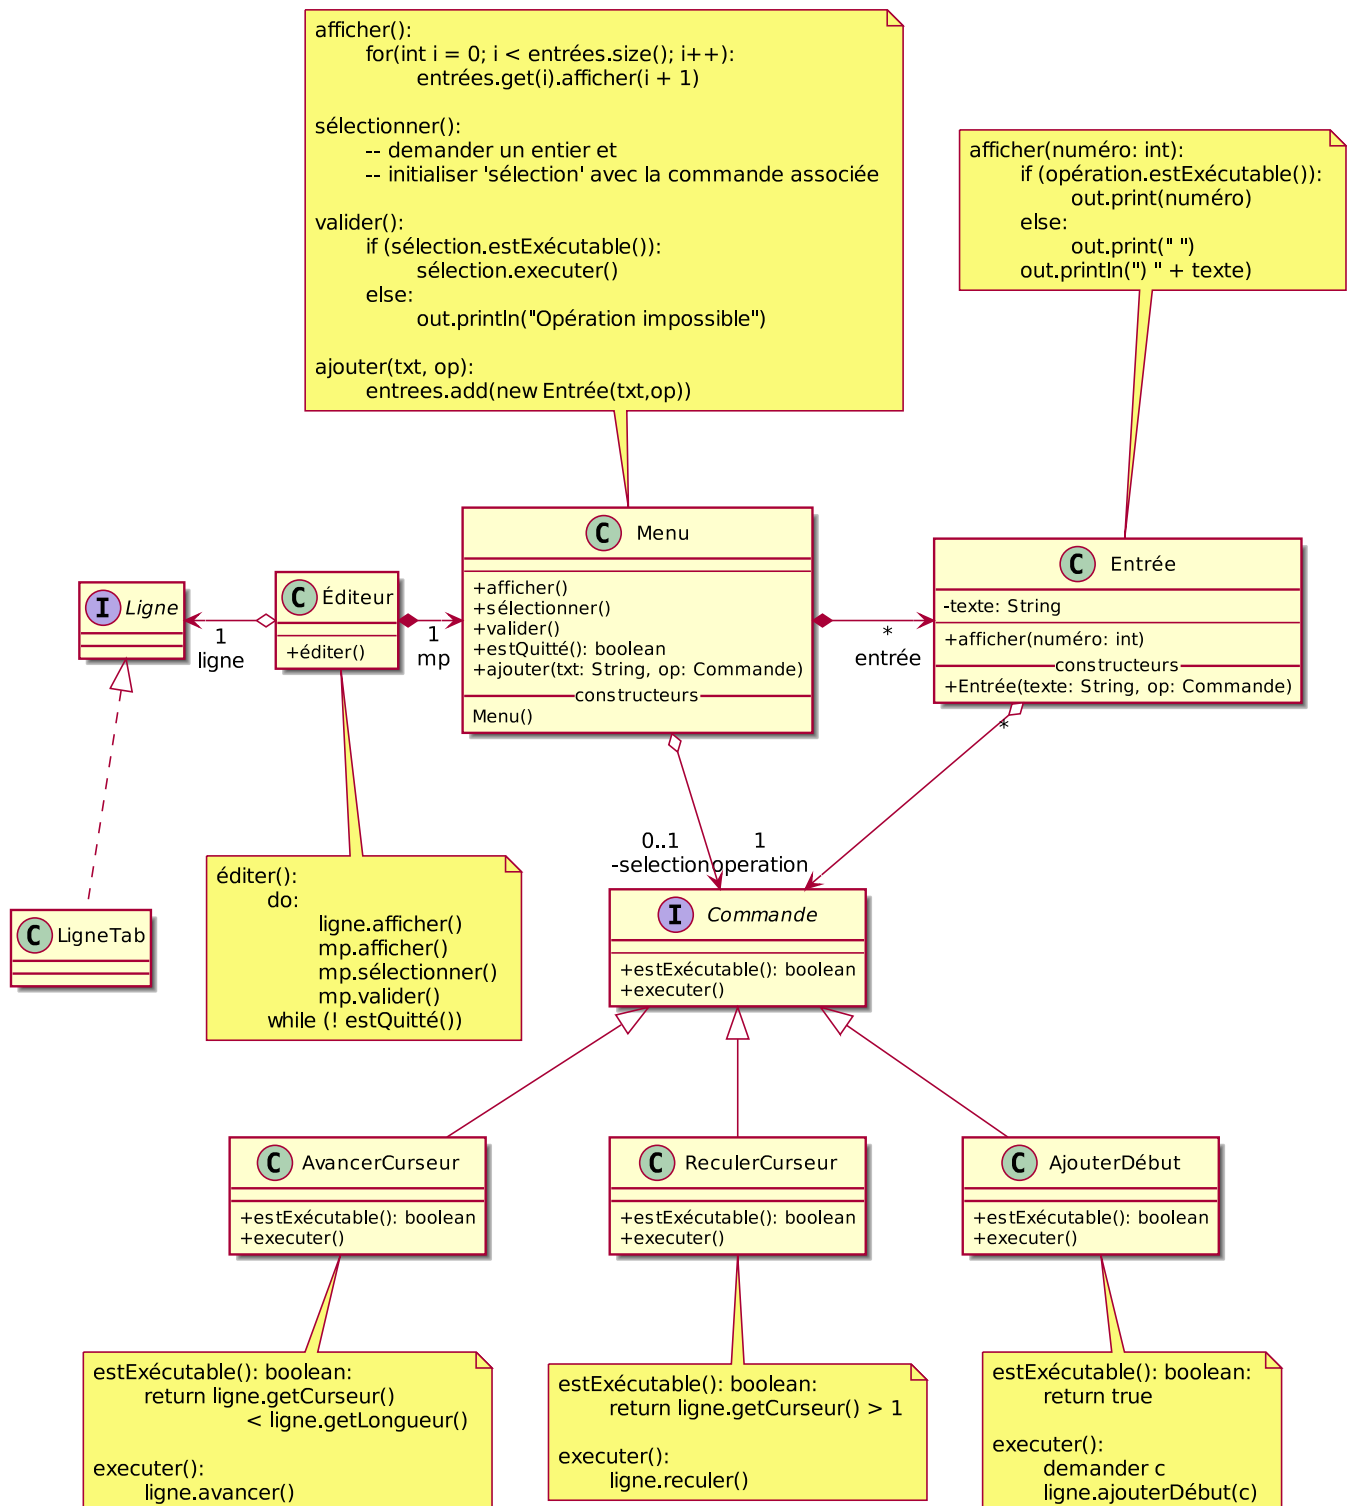 afficher():
for(int i = 0; i < entrées.size(); i++):
entrées.get(i).afficher(i + 1)
sélectionner():
-- demander un entier et
-- initialiser 'sélection' avec la commande associée
valider():
if (sélection.estExécutable()):
sélection.executer()
else:
out.println("Opération impossible")
ajouter(txt, op):
entrees.add(new Entrée(txt,op))
afficher(numéro: int):
if (opération.estExécutable()):
out.print(numéro)
else:
out.print(" ")
out.println(") " + texte)
I Ligne
1
ligne
C Éditeur
+éditer()
1
mp
C Menu
+afficher()
+sélectionner()
+valider()
+estQuitté(): boolean
+ajouter(txt: String, op: Commande)
constructeurs
Menu()
*
entrée
C Entrée
-texte: String
+afficher(numéro: int)
constructeurs
+Entrée(texte: String, op: Commande)
*
C LigneTab
éditer():
do:
ligne.afficher()
mp.afficher()
mp.sélectionner()
mp.valider()
while (! estQuitté())
0..1
-selection
1
operation
I Commande
+estExécutable(): boolean
+executer()
C AvancerCurseur
+estExécutable(): boolean
+executer()
C ReculerCurseur
+estExécutable(): boolean
+executer()
C AjouterDébut
+estExécutable(): boolean
+executer()
estExécutable(): boolean:
return ligne.getCurseur()
< ligne.getLongueur()
executer():
ligne.avancer()
estExécutable(): boolean:
return ligne.getCurseur() > 1
executer():
ligne.reculer()
estExécutable(): boolean:
return true
executer():
demander c
ligne.ajouterDébut(c)